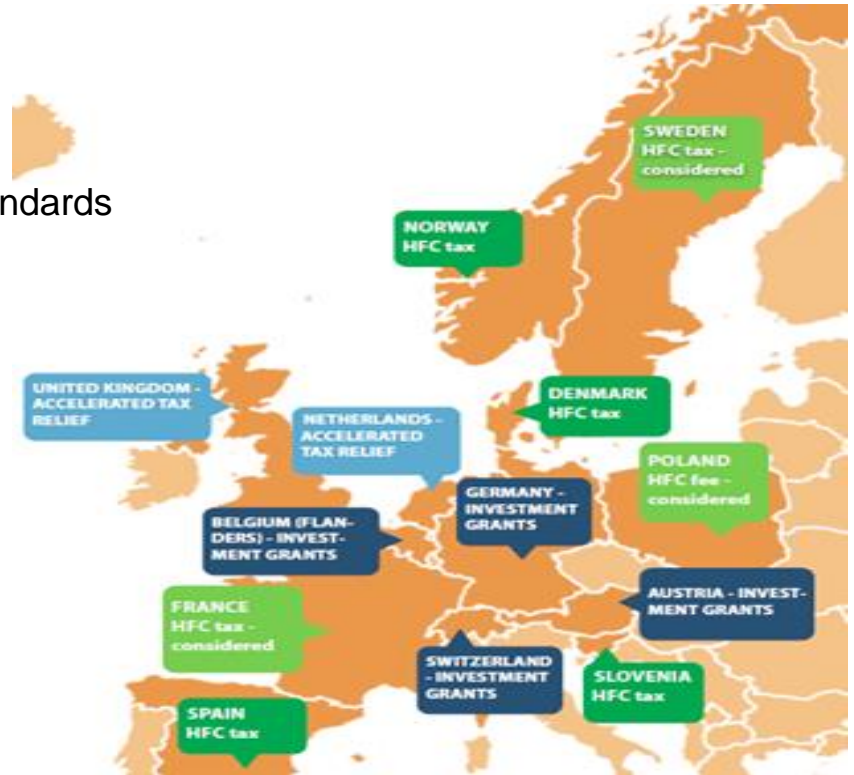 SWEDEN
HFC tax -
considered
ndards
NORWAY
HFC tax
UNITED KINGDOM -
ACCELERATED TAX
RELIEF
NETHERLANDS -
ACCELERATED
TAX RELIEF
DENMARK
HFC tax
POLAND
HFC fee -
considered
GERMANY -
INVESTMENT
GRANTS
BELGIUM (FLAN-
DERS) - INVEST-
MENT GRANTS
AUSTRIA - INVEST-
MENT GRANTS
FRANCE
HFC tax -
considered
SWITZERLAND
- INVESTMENT
GRANTS
SLOVENIA
HFC tax
SPAIN
HFC tax